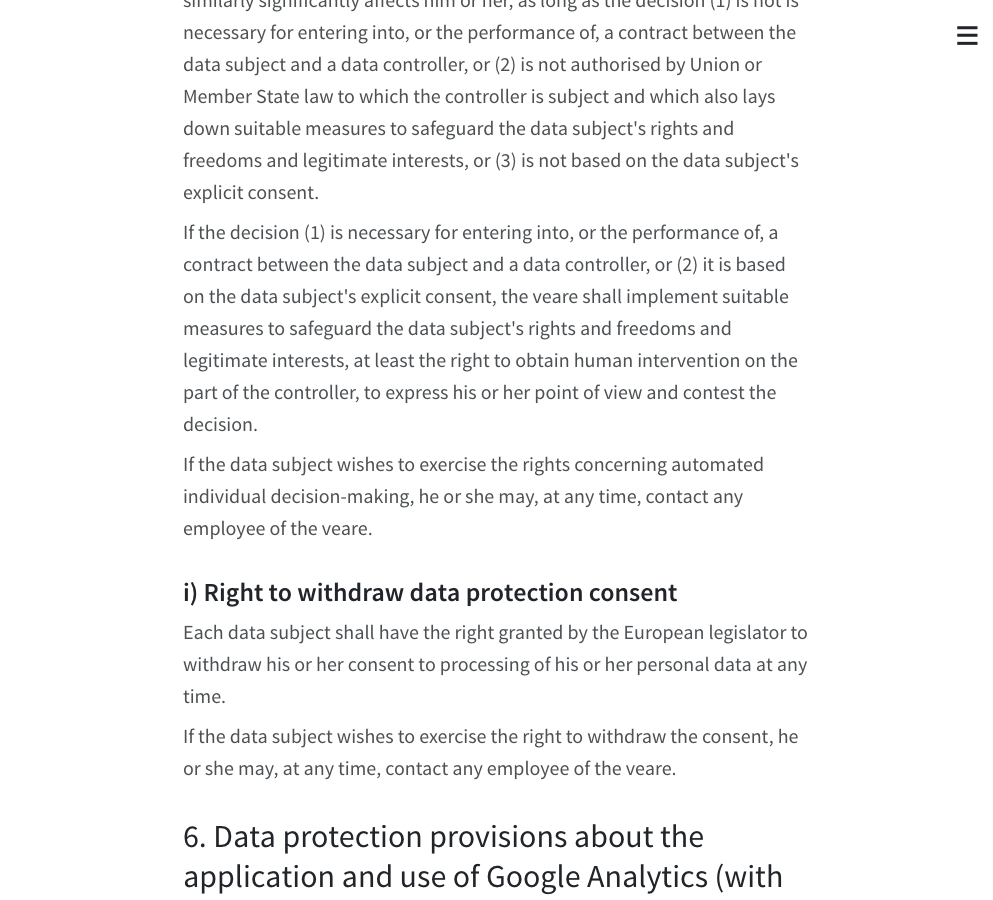 similarly significantly affects him or her, as long as the decision (1) is not is
necessary for entering into, or the performance of, a contract between the
data subject and a data controller, or (2) is not authorised by Union or
Member State law to which the controller is subject and which also lays
down suitable measures to safeguard the data subject's rights and
freedoms and legitimate interests, or (3) is not based on the data subject's
explicit consent.
If the decision (1) is necessary for entering into, or the performance of, a
contract between the data subject and a data controller, or (2) it is based
on the data subject's explicit consent, the veare shall implement suitable
measures to safeguard the data subject's rights and freedoms and
legitimate interests, at least the right to obtain human intervention on the
part of the controller, to express his or her point of view and contest the
decision.
If the data subject wishes to exercise the rights concerning automated
individual decision-making, he or she may, at any time, contact any
employee of the veare.
i) Right to withdraw data protection consent
Each data subject shall have the right granted by the European legislator to
withdraw his or her consent to processing of his or her personal data at any
time.
If the data subject wishes to exercise the right to withdraw the consent, he
or she may, at any time, contact any employee of the veare.
6. Data protection provisions about the
application and use of Google Analytics (with